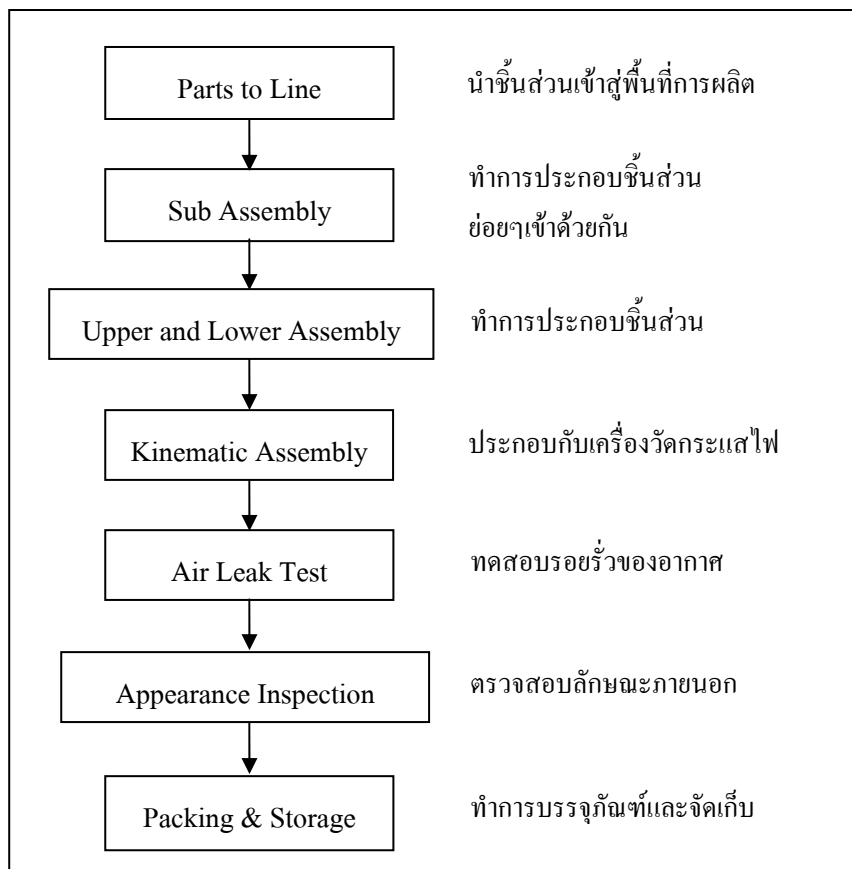 Parts to Line
นำชิ้นส่วนเข้าสู่พื้นที่การผลิต
Sub Assembly
ทำการประกอบชิ้นส่วน
ย่อยๆเข้าด้วยกัน
Upper and Lower Assembly
ทำการประกอบชิ้นส่วน
Kinematic Assembly
ประกอบกับเครื่องวัดกระแสไฟ
Air Leak Test
ทดสอบรอยรั่วของอากาศ
Appearance Inspection
ตรวจสอบลักษณะภายนอก
Packing & Storage
ทำการบรรจุภัณฑ์และจัดเก็บ